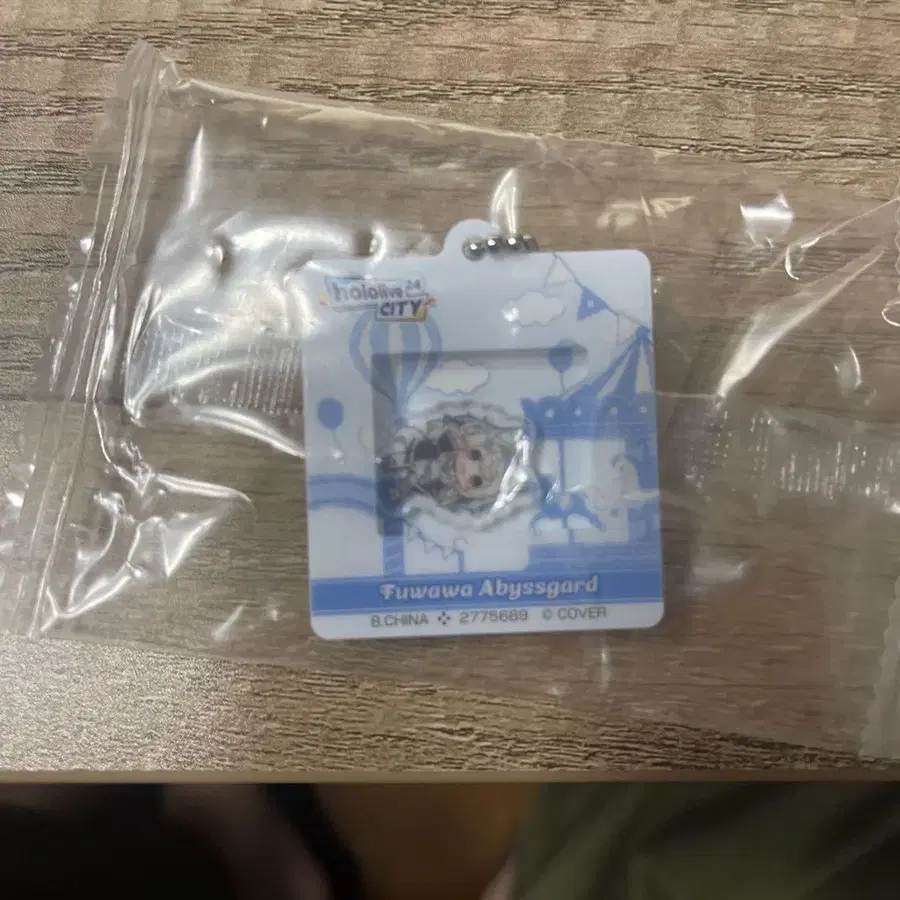 hololive 24
CITY
Fuwawa Abyssgard
B.CHINA 2775689 © COVER